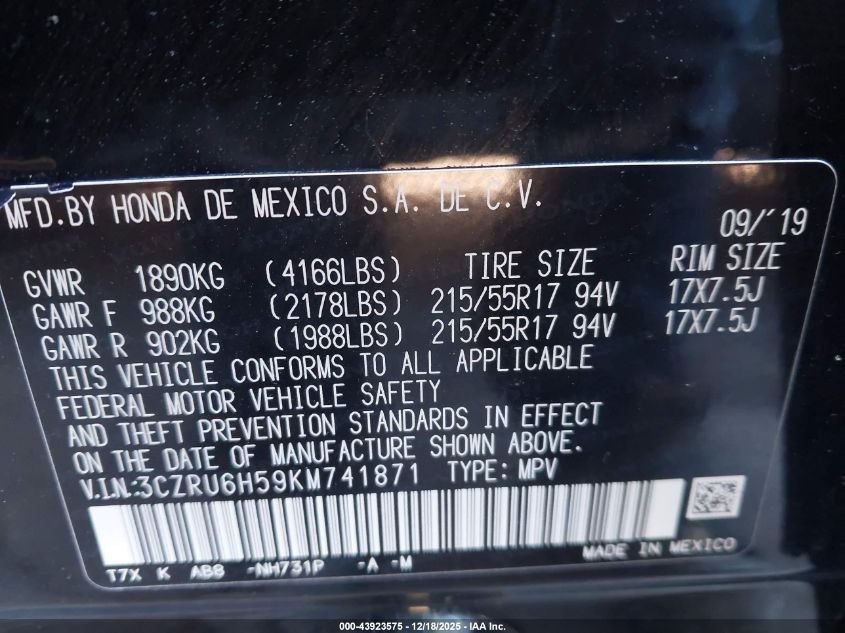 MFD.BY HONDA DE MEXICO S.A. DE C.V.
09/'19
GVWR 1890KG (4166LBS) TIRE SIZE RIM SIZE
GAWR F 988KG (2178LBS) 215/55R17 94V 17X7.5J
GAWR R 902KG (1988LBS) 215/55R17 94V 17X7.5J
THIS VEHICLE CONFORMS TO ALL APPLICABLE
FEDERAL MOTOR VEHICLE SAFETY
AND THEFT PREVENTION STANDARDS IN EFFECT
ON THE DATE OF MANUFACTURE SHOWN ABOVE.
V.I.N.:3CZRU6H59KM741871 TYPE: MPV
MADE IN MEXICO
T7X K AB8 -NH731P -A -M
000-43923575 - 12/18/2025 - IAA Inc.